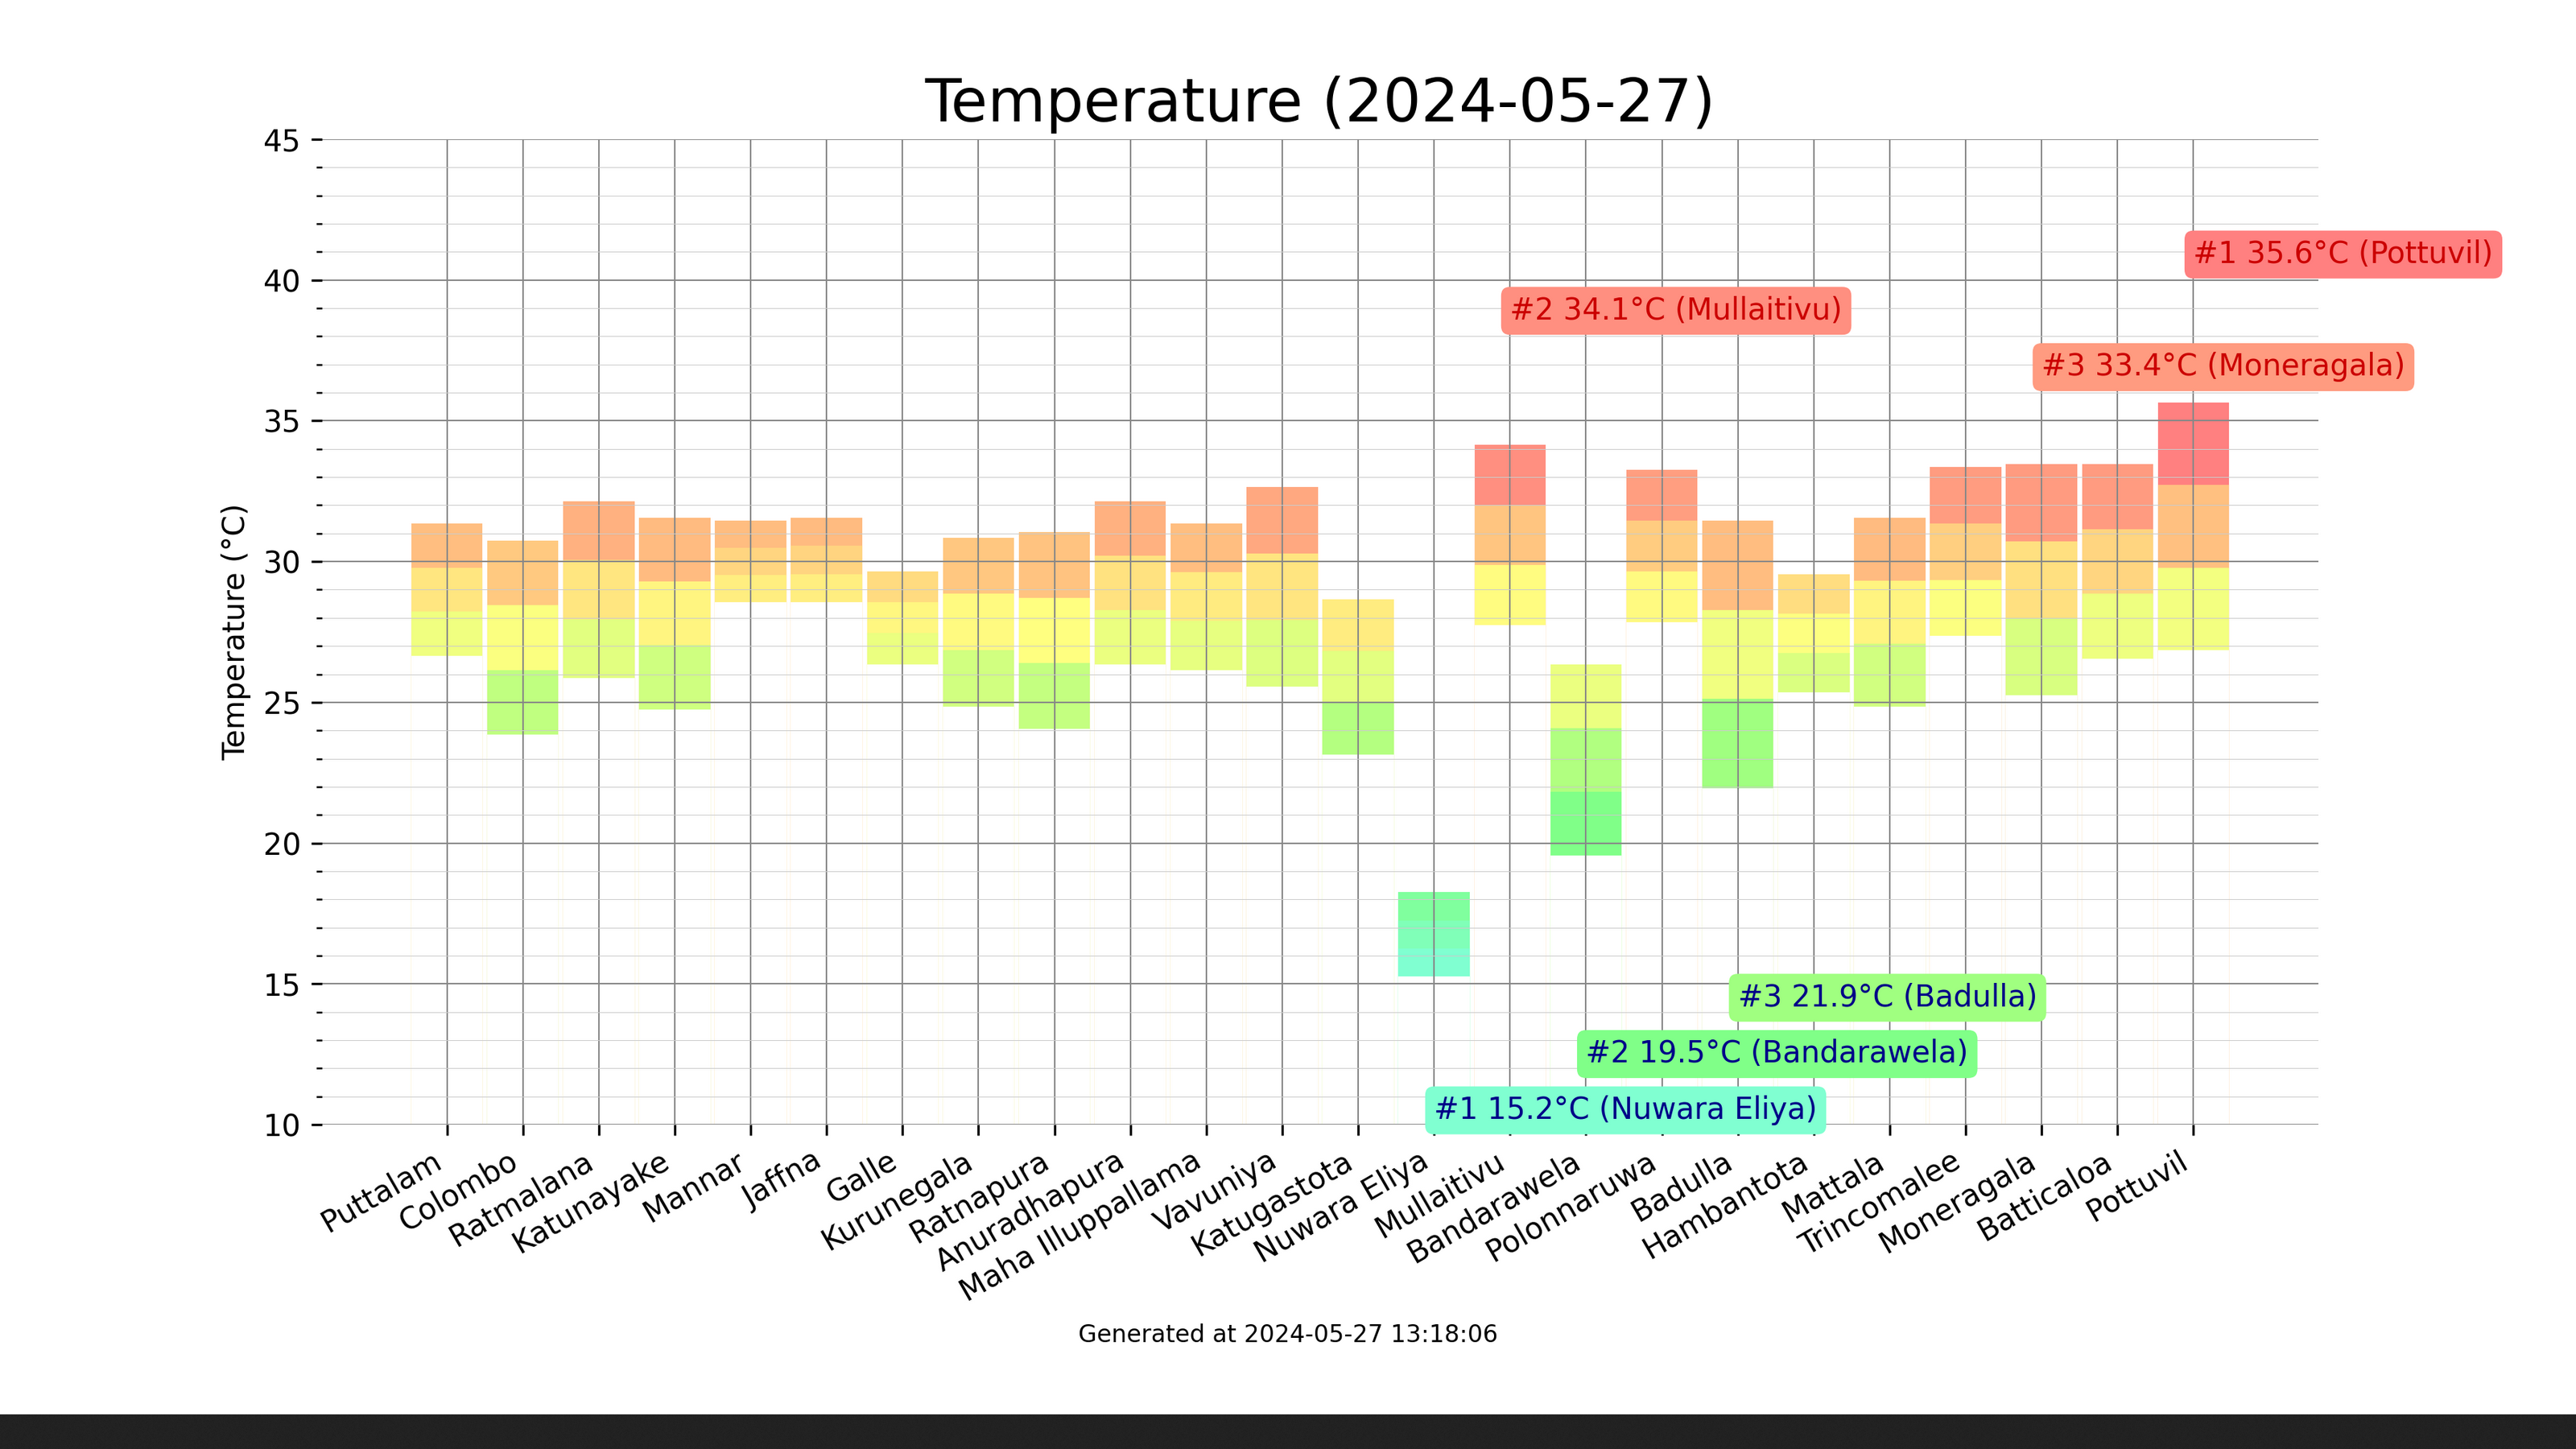 Temperature (2024-05-27)
45
40
35
30
25
20
15
10
Temperature (°C)
#1 35.6°C (Pottuvil)
#2 34.1°C (Mullaitivu)
#3 33.4°C (Moneragala)
#3 21.9°C (Badulla)
#2 19.5°C (Bandarawela)
#1 15.2°C (Nuwara Eliya)
Puttalam
Colombo
Ratmalana
Katunayake
Mannar
Jaffna
Galle
Kurunegala
Ratnapura
Anuradhapura
Maha Illuppallama
Vavuniya
Katugastota
Nuwara Eliya
Mullaitivu
Bandarawela
Polonnaruwa
Badulla
Hambantota
Mattala
Trincomalee
Moneragala
Batticaloa
Pottuvil
Generated at 2024-05-27 13:18:06